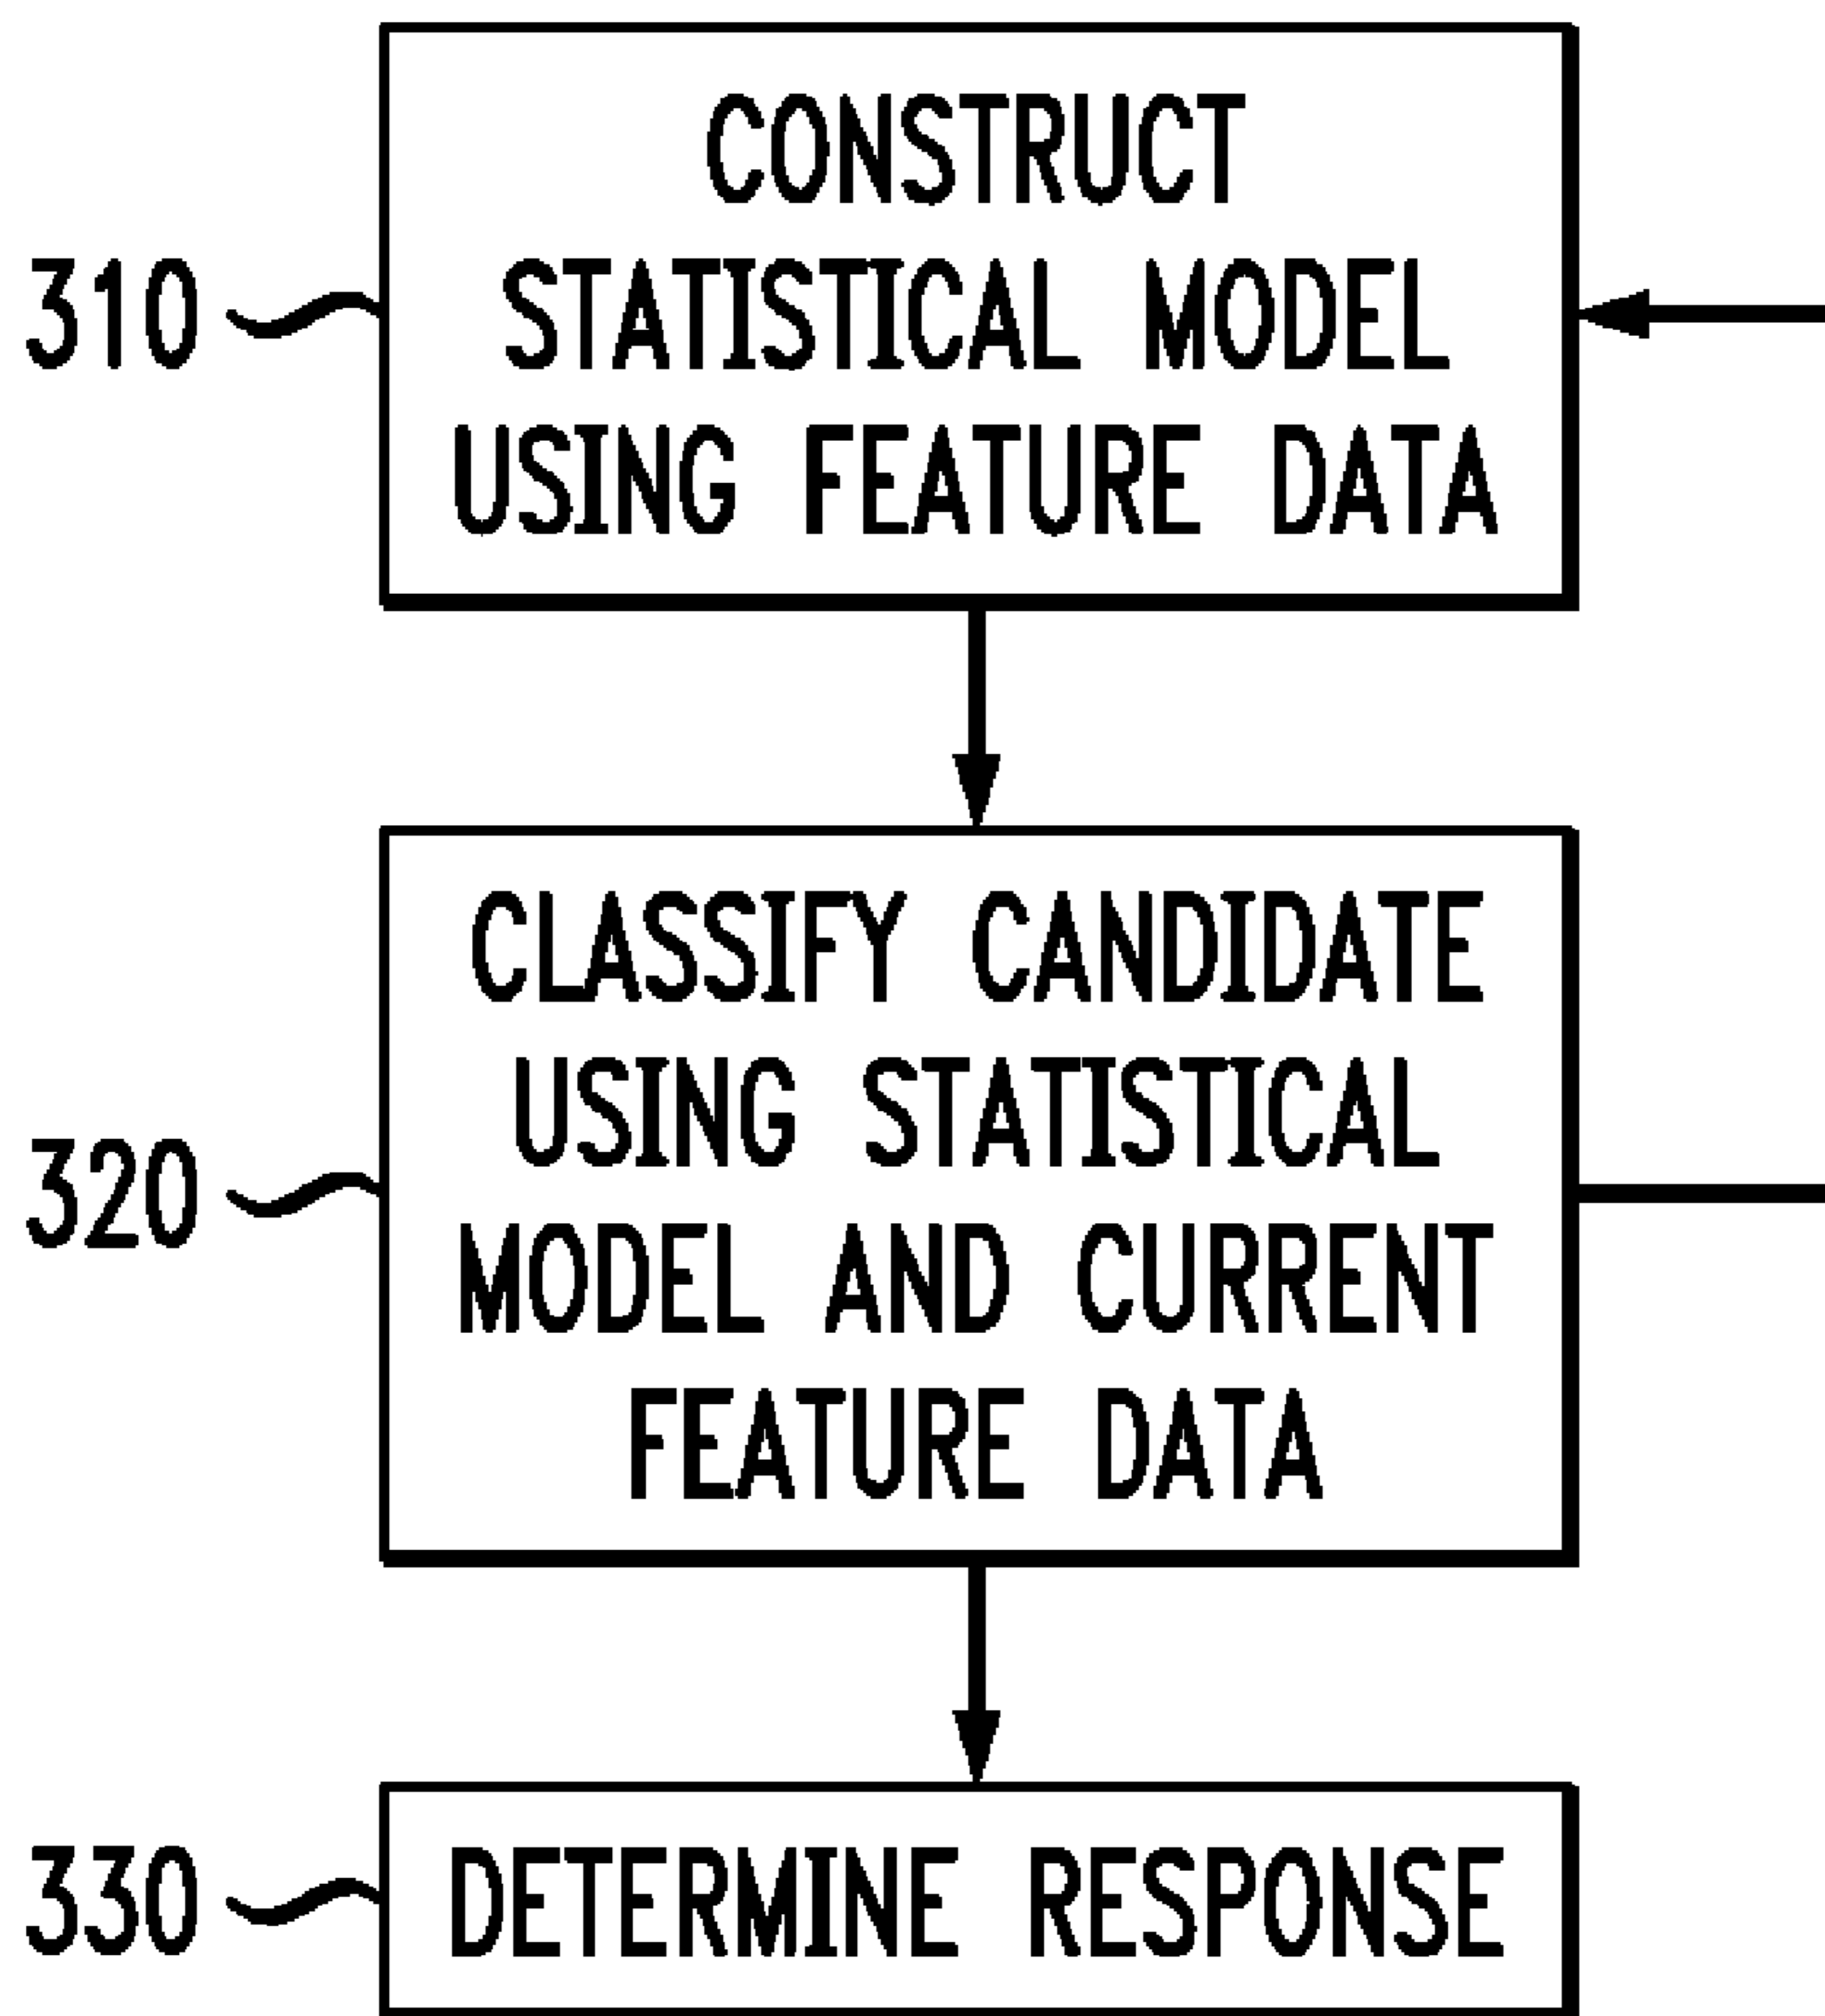 CONSTRUCT
310 STATISTICAL MODEL
USING FEATURE DATA
CLASSIFY CANDIDATE
USING STATISTICAL
320
MODEL AND CURRENT
FEATURE DATA
330 DETERMINE RESPONSE